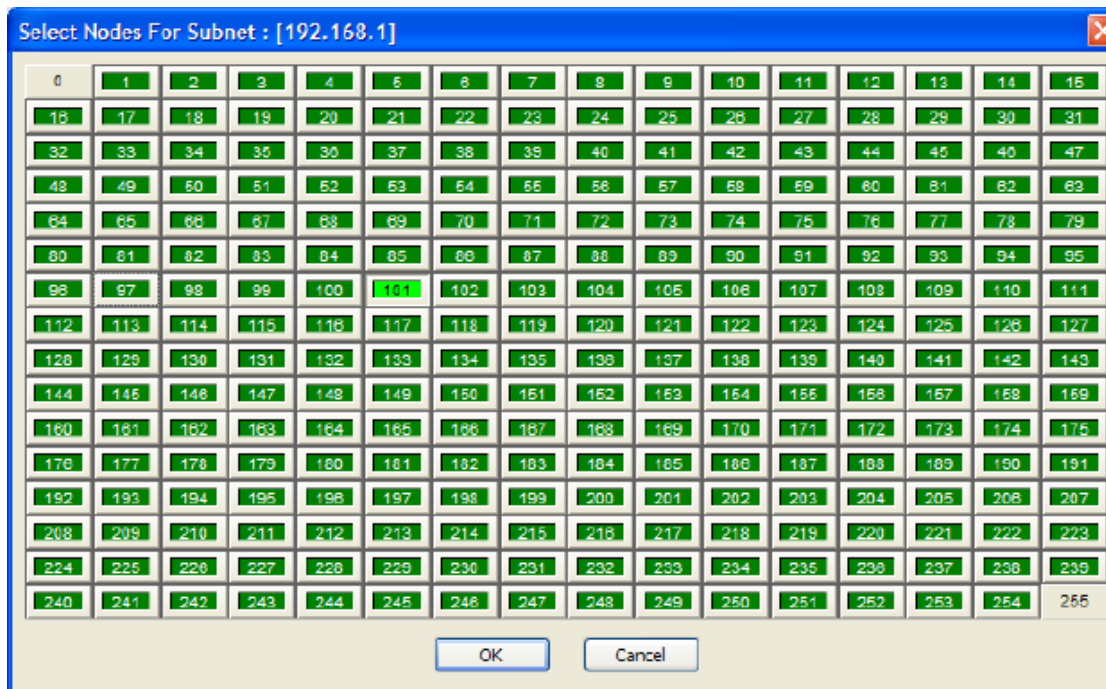 Select Nodes For Subnet : [192.168.1]
0 1 2 3 4 5 6 7 8 9 10 11 12 13 14 15
16 17 18 19 20 21 22 23 24 25 26 27 28 29 30 31
32 33 34 35 36 37 38 39 40 41 42 43 44 45 46 47
48 49 50 51 52 53 54 55 56 57 58 59 60 61 62 63
64 65 66 67 68 69 70 71 72 73 74 75 76 77 78 79
80 81 82 83 84 85 86 87 88 89 90 91 92 93 94 95
96 97 98 99 100 101 102 103 104 105 106 107 108 109 110 111
112 113 114 115 116 117 118 119 120 121 122 123 124 125 126 127
128 129 130 131 132 133 134 135 136 137 138 139 140 141 142 143
144 145 146 147 148 149 150 151 152 153 154 155 156 157 158 159
160 161 162 163 164 165 166 167 168 169 170 171 172 173 174 175
176 177 178 179 180 181 182 183 184 185 186 187 188 189 190 191
192 193 194 195 196 197 198 199 200 201 202 203 204 205 206 207
208 209 210 211 212 213 214 215 216 217 218 219 220 221 222 223
224 225 226 227 228 229 230 231 232 233 234 235 236 237 238 239
240 241 242 243 244 245 246 247 248 249 250 251 252 253 254 255
OK Cancel